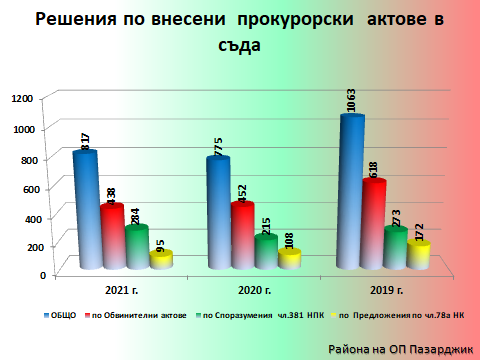 Решения по внесени прокурорски актове в
съда
1200
1000
800
600
400
200
0
817
438
284
95
775
452
215
108
1063
618
273
172
2021 г.
2020 г.
2019 г.
ОБЩО
по Обвинителни актове
по Споразумения чл.381 НПК
по Предложения по чл.78а НК
Района на ОП Пазарджик